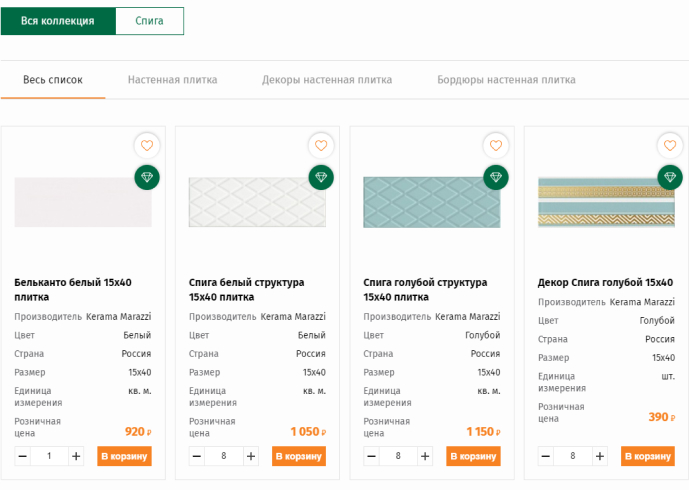 Вся коллекция Спига
Весь список Настенная плитка Декоры настенная плитка Бордюры настенная плитка
Бельканто белый 15х40
плитка
Производитель Kerama Marazzi
Цвет Белый
Страна Россия
Размер 15х40
Единица
измерения кв. м.
Розничная
цена 920 ₽
− 1 + В корзину
Спига белый структура
15х40 плитка
Производитель Kerama Marazzi
Цвет Белый
Страна Россия
Размер 15х40
Единица
измерения кв. м.
Розничная
цена 1 050 ₽
− 8 + В корзину
Спига голубой структура
15х40 плитка
Производитель Kerama Marazzi
Цвет Голубой
Страна Россия
Размер 15х40
Единица
измерения кв. м.
Розничная
цена 1 150 ₽
− 8 + В корзину
Декор Спига голубой 15х40
Производитель Kerama Marazzi
Цвет Голубой
Страна Россия
Размер 15х40
Единица
измерения шт.
Розничная
цена 390 ₽
− 8 + В корзину